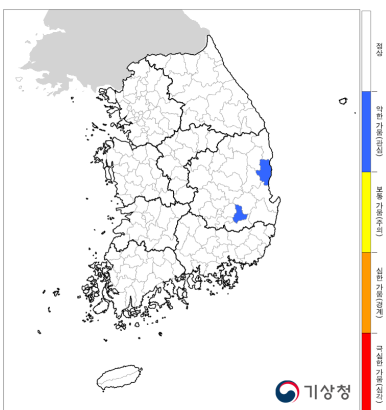 정상
약한 가뭄(관심)
보통 가뭄(주의)
심한 가뭄(경계)
극심한 가뭄(심각)
기상청